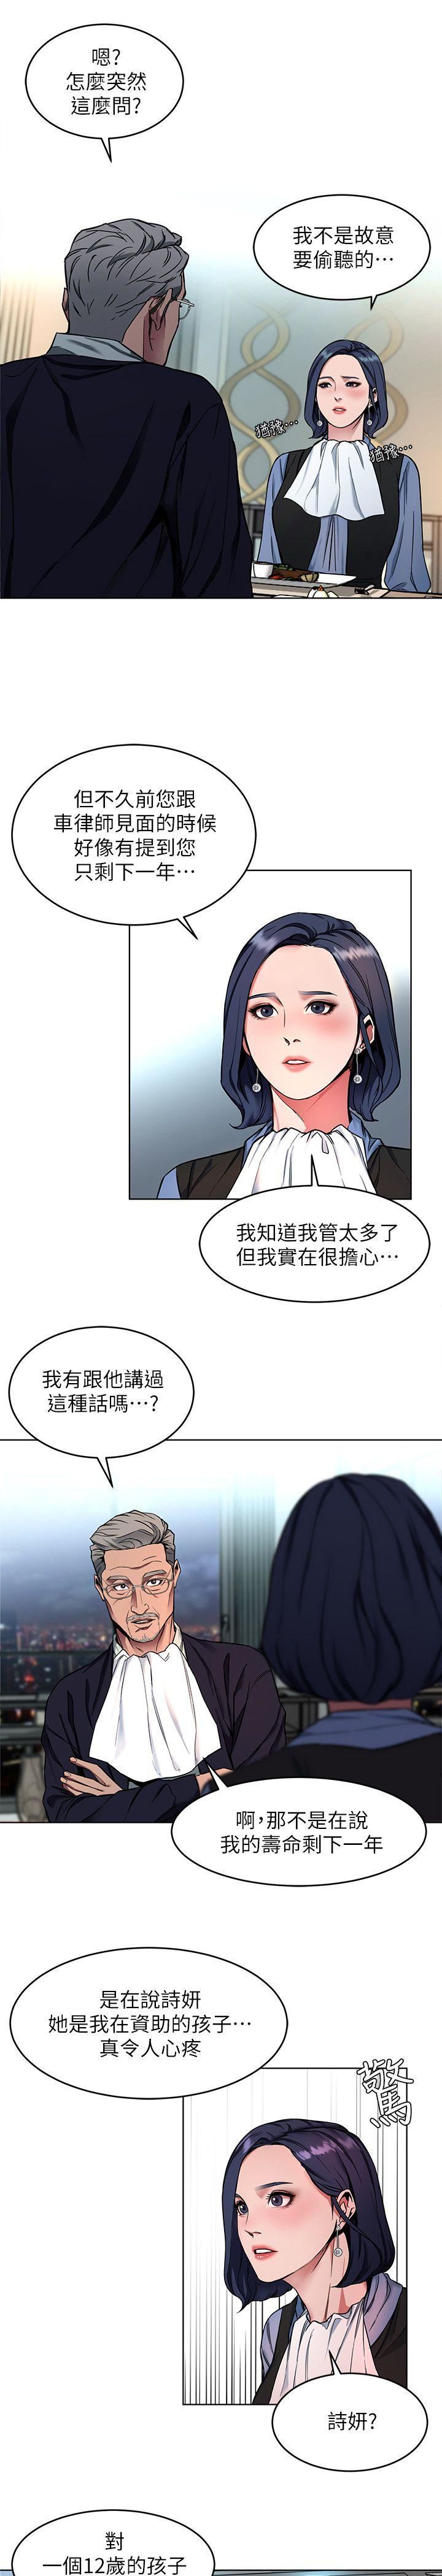 嗯?
怎麼突然
這麼問?
我不是故意
要偷聽的…
猶豫…
猶豫…
但不久前您跟
車律師見面的時候
好像有提到您
只剩下一年…
我知道我管太多了
但我實在很擔心…
我有跟他講過
這種話嗎…?
啊,那不是在說
我的壽命剩下一年
是在說詩妍
她是我在資助的孩子…
真令人心疼
驚
詩妍?
對
一個12歲的孩子